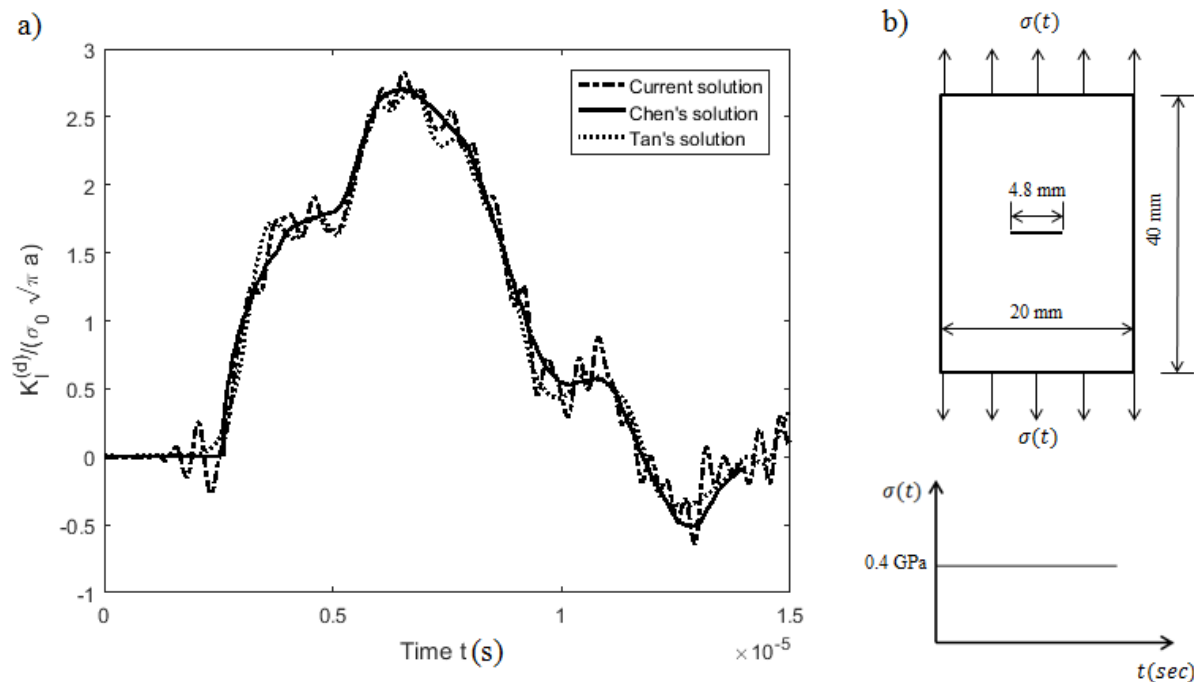 a)
3
2.5
2
1.5
1
0.5
0
-0.5
-1
K_I^(d)/(σ_0 √π a)
Current solution
Chen's solution
Tan's solution
0
0.5
1
1.5
Time t (s)
× 10^-5
b)
σ(t)
4.8 mm
40 mm
20 mm
σ(t)
σ(t)
0.4 GPa
t(sec)